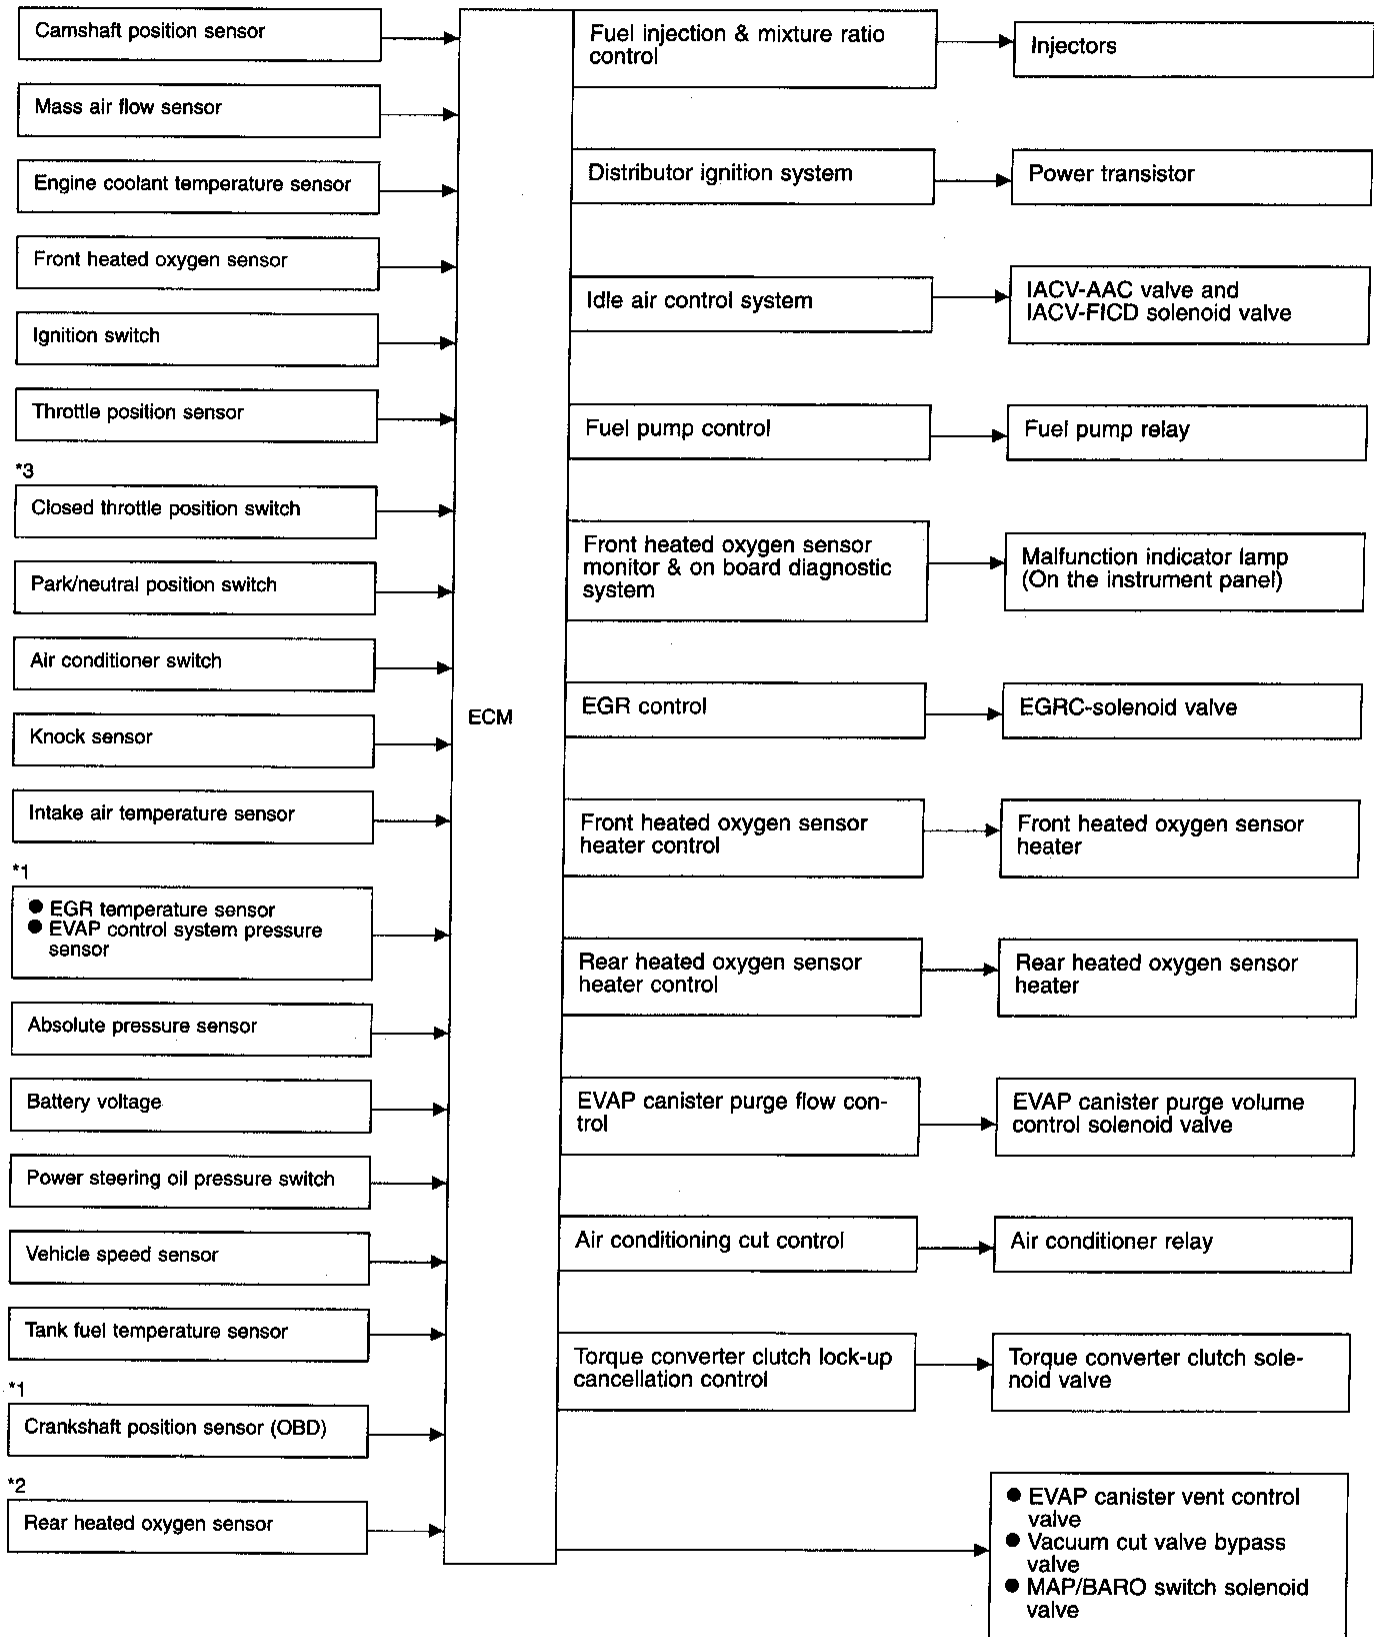 Camshaft position sensor
Mass air flow sensor
Engine coolant temperature sensor
Front heated oxygen sensor
Ignition switch
Throttle position sensor
*3
Closed throttle position switch
Park/neutral position switch
Air conditioner switch
Knock sensor
Intake air temperature sensor
*1
● EGR temperature sensor
● EVAP control system pressure
sensor
Absolute pressure sensor
Battery voltage
Power steering oil pressure switch
Vehicle speed sensor
Tank fuel temperature sensor
*1
Crankshaft position sensor (OBD)
*2
Rear heated oxygen sensor
ECM
Fuel injection & mixture ratio
control
Distributor ignition system
Idle air control system
Fuel pump control
Front heated oxygen sensor
monitor & on board diagnostic
system
EGR control
Front heated oxygen sensor
heater control
Rear heated oxygen sensor
heater control
EVAP canister purge flow con-
trol
Air conditioning cut control
Torque converter clutch lock-up
cancellation control
Injectors
Power transistor
IACV-AAC valve and
IACV-FICD solenoid valve
Fuel pump relay
Malfunction indicator lamp
(On the instrument panel)
EGRC-solenoid valve
Front heated oxygen sensor
heater
Rear heated oxygen sensor
heater
EVAP canister purge volume
control solenoid valve
Air conditioner relay
Torque converter clutch sole-
noid valve
● EVAP canister vent control
valve
● Vacuum cut valve bypass
valve
● MAP/BARO switch solenoid
valve